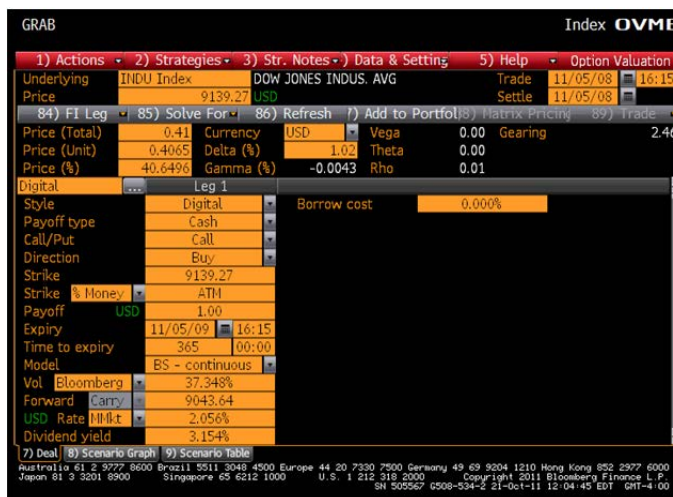 GRAB Index OVME
1) Actions 2) Strategies 3) Str. Notes ) Data & Setting 5) Help Option Valuation
Underlying INDU Index DOW JONES INDUS. AVG Trade 11/05/08 16:15
Price 9139.27 USD Settle 11/05/08
84) FI Leg 85) Solve For 86) Refresh ) Add to Portfol 8) Matrix Pricing 89) Trade
Price (Total) 0.41 Currency USD Vega 0.00 Gearing 2.46
Price (Unit) 0.4065 Delta (%) 1.02 Theta 0.00
Price (%) 40.6496 Gamma (%) -0.0043 Rho 0.01
Digital ... Leg 1
Style Digital Borrow cost 0.000%
Payoff type Cash
Call/Put Call
Direction Buy
Strike 9139.27
Strike % Money ATM
Payoff USD 1.00
Expiry 11/05/09 16:15
Time to expiry 365 00:00
Model BS - continuous
Vol Bloomberg 37.348%
Forward Carry 9043.64
USD Rate MMkt 2.056%
Dividend yield 3.154%
7) Deal 8) Scenario Graph 9) Scenario Table
Australia 61 2 9777 8600 Brazil 5511 3048 4500 Europe 44 20 7330 7500 Germany 49 69 9204 1210 Hong Kong 852 2977 6000
Japan 81 3 3201 8900 Singapore 65 6212 1000 U.S. 1 212 318 2000 Copyright 2011 Bloomberg Finance L.P.
SN 505567 G508-534-2 21-Oct-11 12:04:45 EDT GMT-4:00